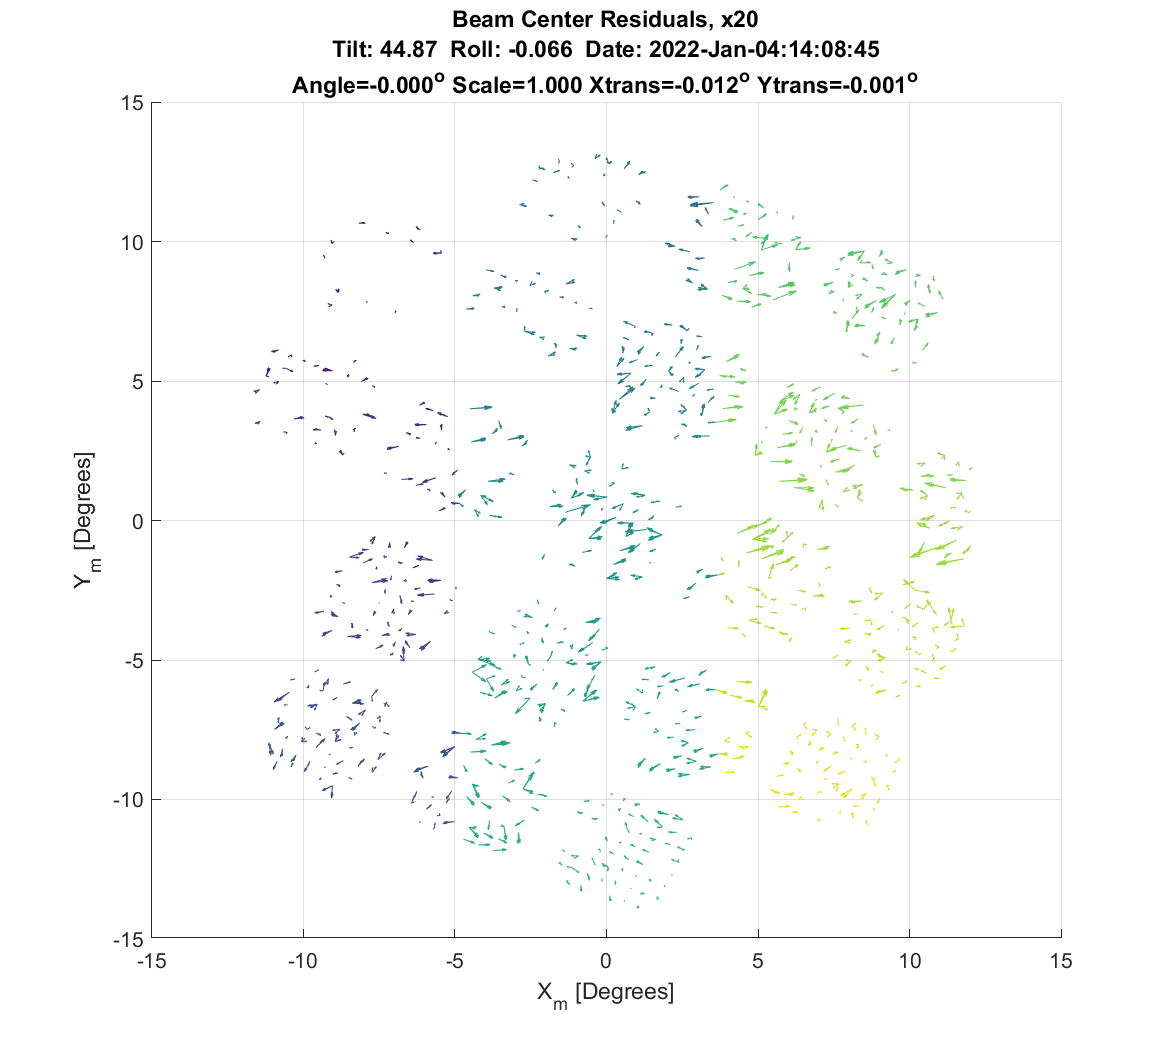 Beam Center Residuals, x20
Tilt: 44.87 Roll: -0.066 Date: 2022-Jan-04:14:08:45
Angle=-0.000° Scale=1.000 Xtrans=-0.012° Ytrans=-0.001°
15
10
5
0
-5
-10
-15
Y_m [Degrees]
-15 -10 -5 0 5 10 15
X_m [Degrees]